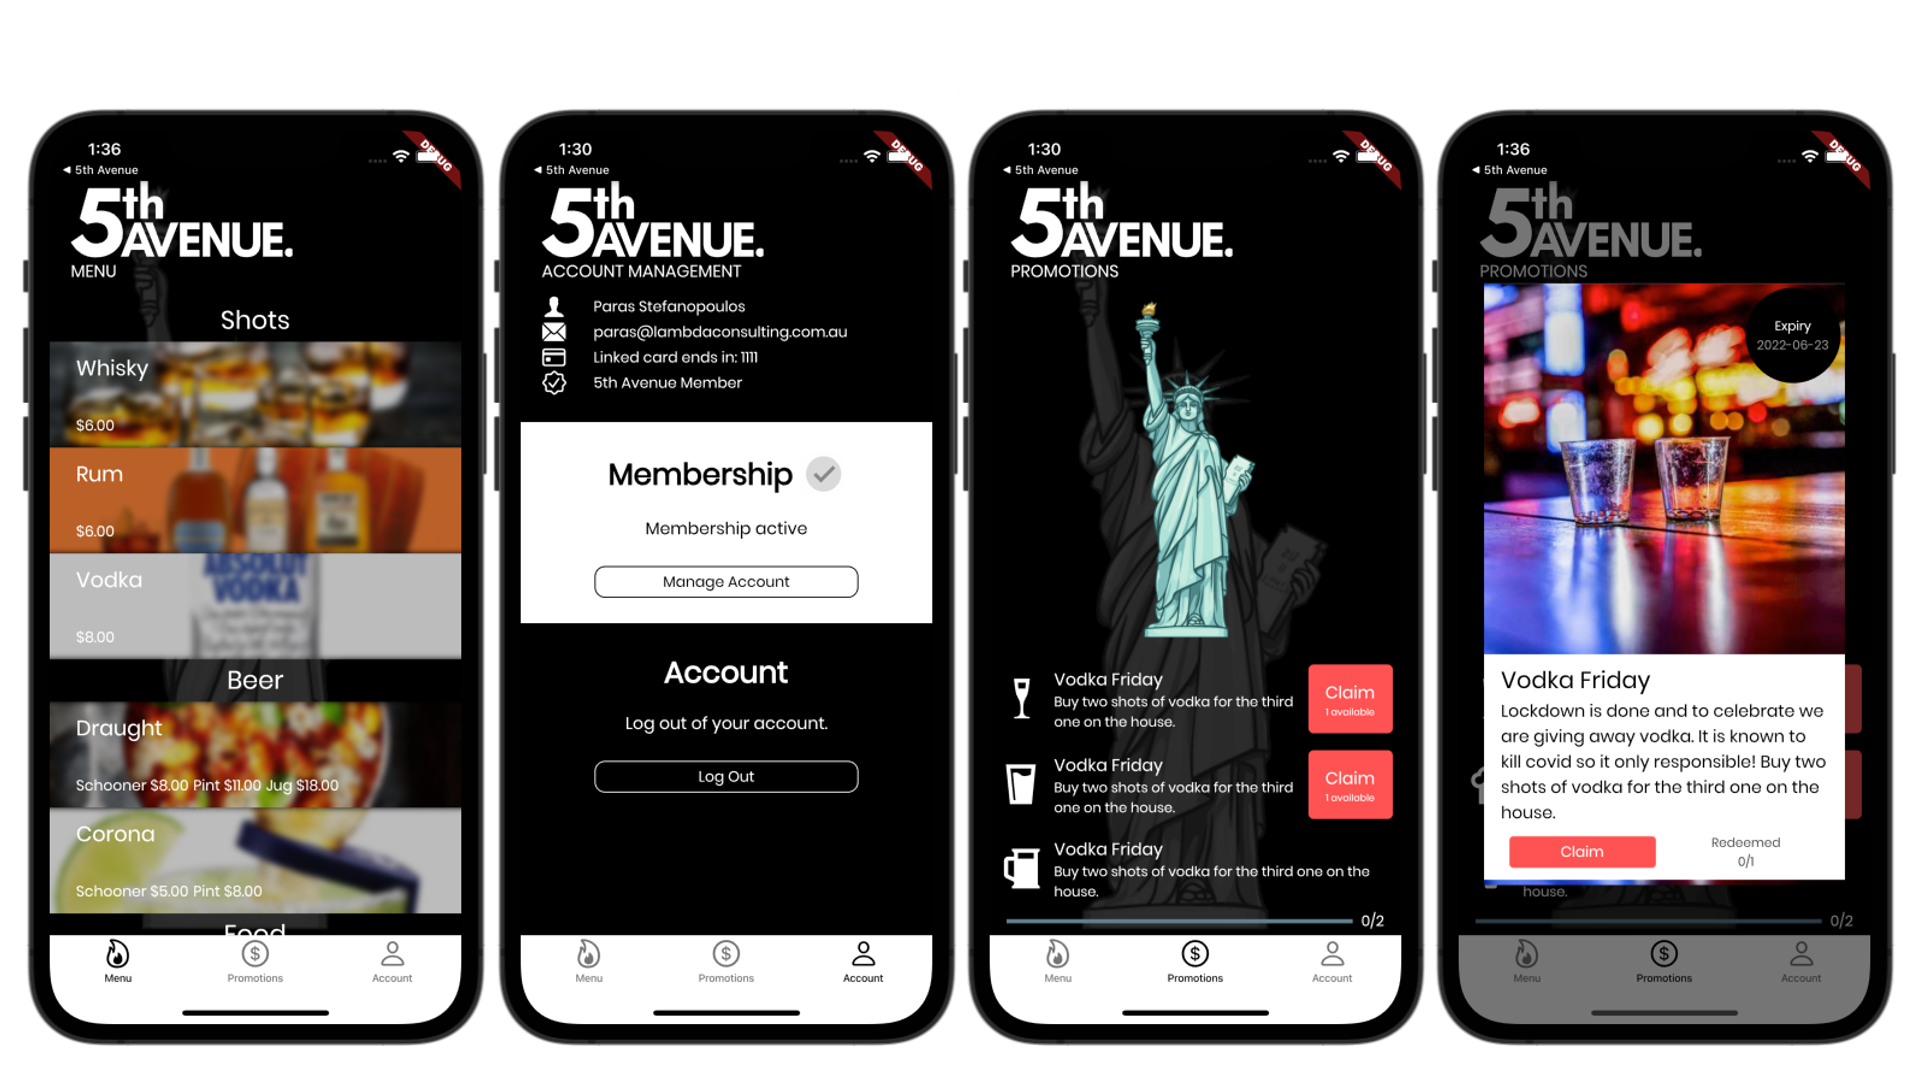 1:36
DEBUG
◀ 5th Avenue
5th
AVENUE.
MENU
Shots
Whisky
$6.00
Rum
$6.00
ABSOLUT
VODKA
Vodka
$8.00
Beer
Draught
Schooner $8.00 Pint $11.00 Jug $18.00
Corona
Schooner $5.00 Pint $8.00
Food
Menu
Promotions
Account
1:30
DEBUG
◀ 5th Avenue
5th
AVENUE.
ACCOUNT MANAGEMENT
Paras Stefanopoulos
paras@lambdaconsulting.com.au
Linked card ends in: 1111
5th Avenue Member
Membership
Membership active
Manage Account
Account
Log out of your account.
Log Out
Menu
Promotions
Account
1:30
DEBUG
◀ 5th Avenue
5th
AVENUE.
PROMOTIONS
Vodka Friday
Buy two shots of vodka for the third
one on the house.
Claim
1 available
Vodka Friday
Buy two shots of vodka for the third
one on the house.
Claim
1 available
Vodka Friday
Buy two shots of vodka for the third one on the
house.
0/2
Menu
Promotions
Account
1:36
DEBUG
◀ 5th Avenue
5th
AVENUE.
PROMOTIONS
Expiry
2022-06-23
Vodka Friday
Lockdown is done and to celebrate we
are giving away vodka. It is known to
kill covid so it only responsible! Buy two
shots of vodka for the third one on the
house.
Claim
Redeemed
0/1
house.
0/2
Menu
Promotions
Account